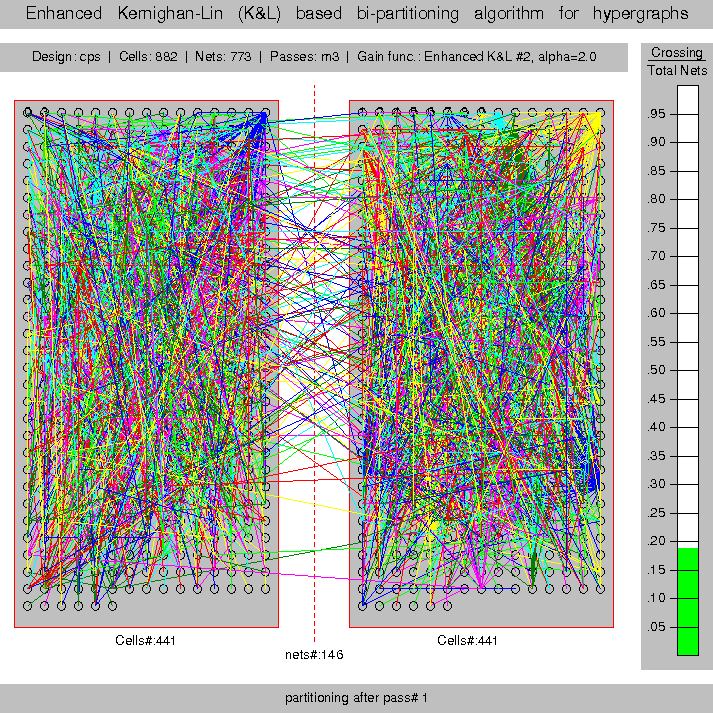 Enhanced Kernighan-Lin (K&L) based bi-partitioning algorithm for hypergraphs
Design: cps | Cells: 882 | Nets: 773 | Passes: m3 | Gain func.: Enhanced K&L #2, alpha=2.0
Crossing
Total Nets
.95
.90
.85
.80
.75
.70
.65
.60
.55
.50
.45
.40
.35
.30
.25
.20
.15
.10
.05
Cells#:441
Cells#:441
nets#:146
partitioning after pass# 1